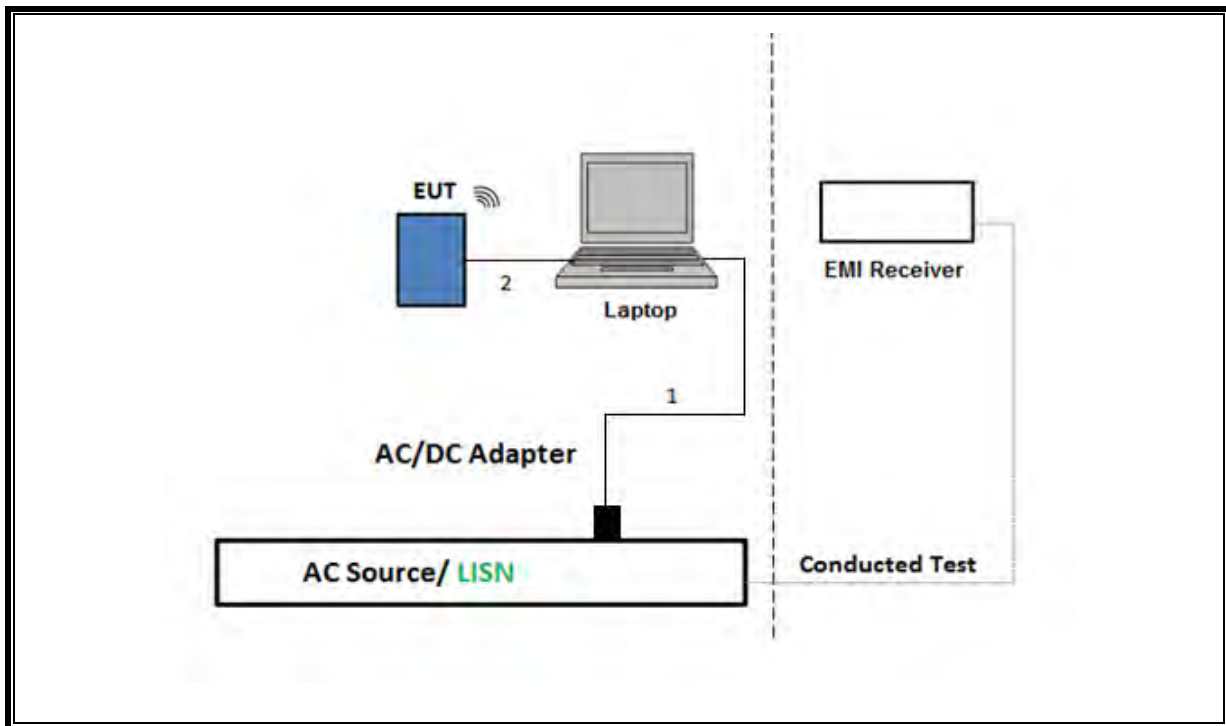 EUT
2
Laptop
EMI Receiver
1
AC/DC Adapter
AC Source/ LISN
Conducted Test